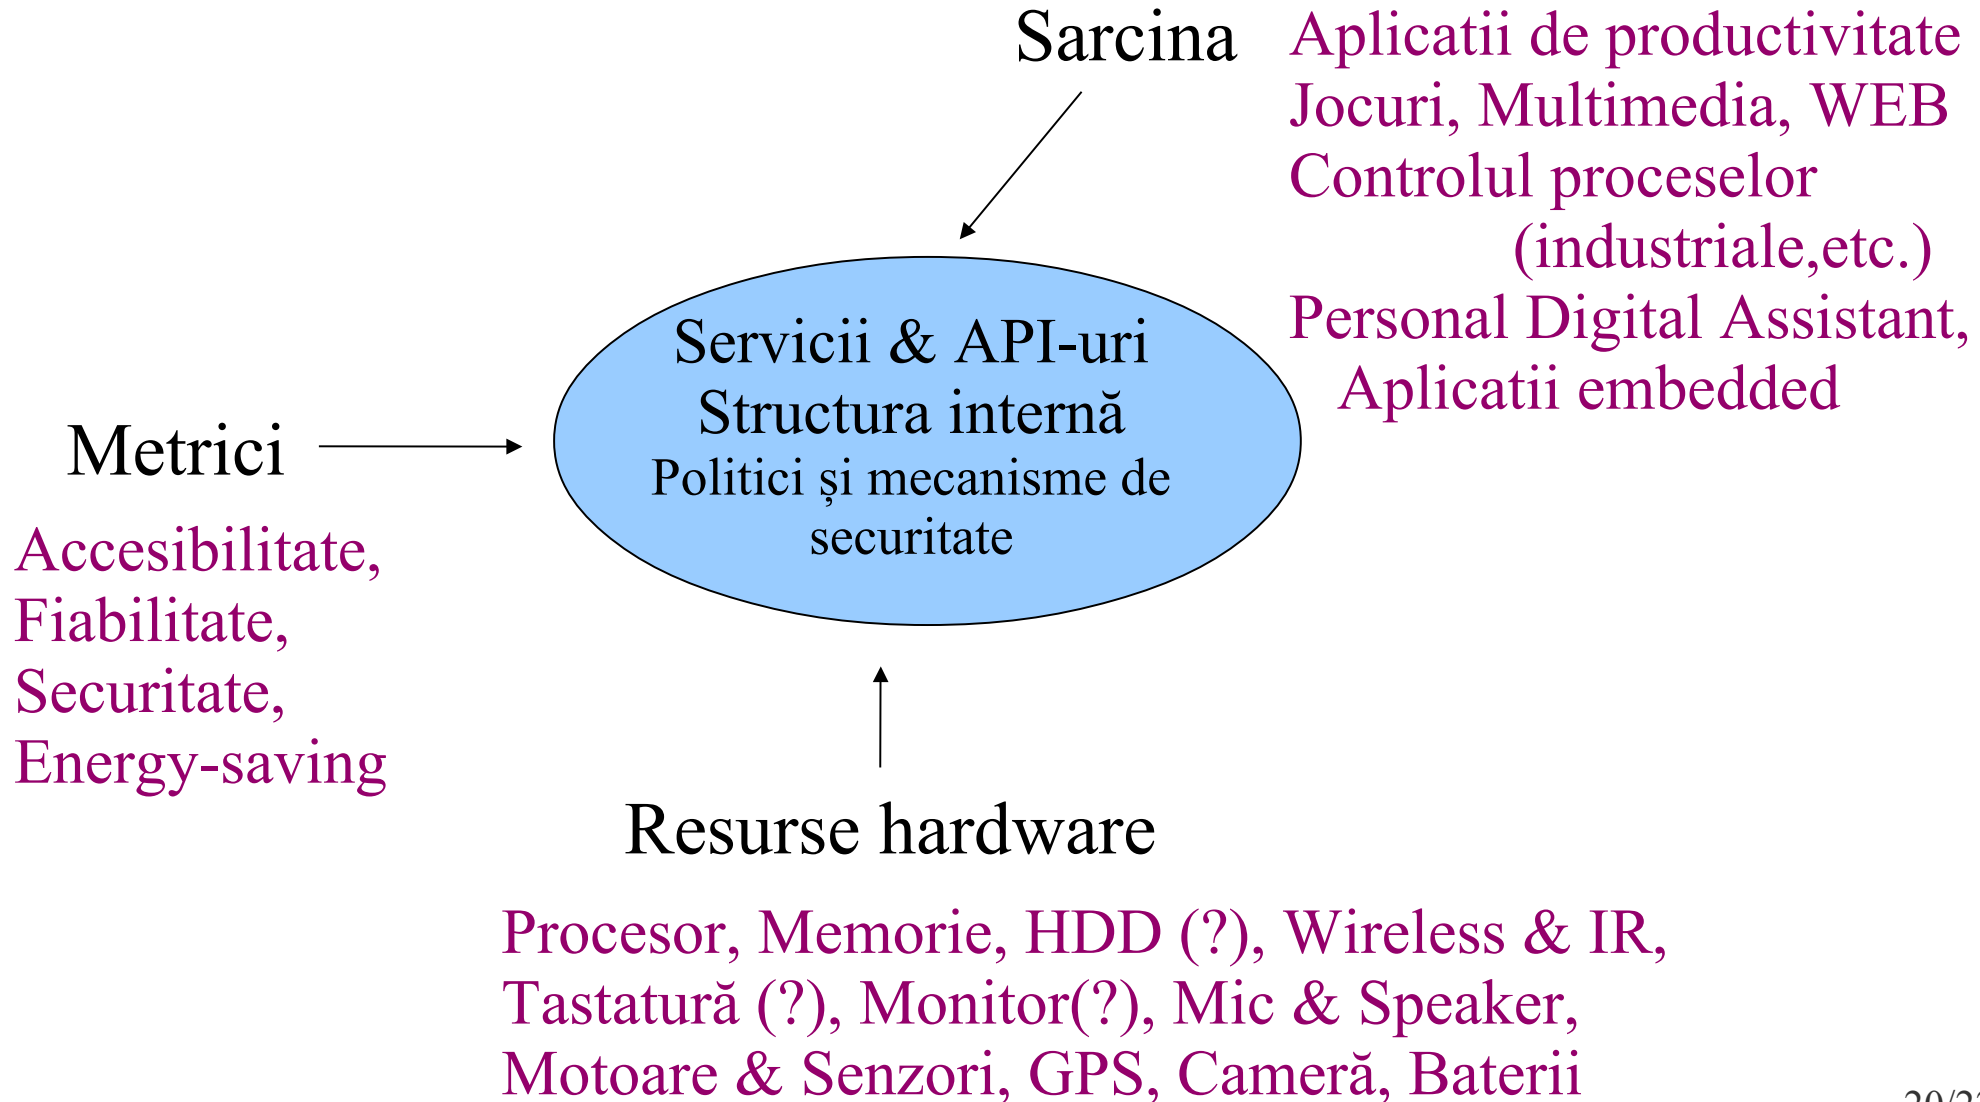 Sarcina
Aplicatii de productivitate
Jocuri, Multimedia, WEB
Controlul proceselor
(industriale,etc.)
Personal Digital Assistant,
Aplicatii embedded
Servicii & API-uri
Structura internă
Politici și mecanisme de
securitate
Metrici
Accesibilitate,
Fiabilitate,
Securitate,
Energy-saving
Resurse hardware
Procesor, Memorie, HDD (?), Wireless & IR,
Tastatură (?), Monitor(?), Mic & Speaker,
Motoare & Senzori, GPS, Cameră, Baterii